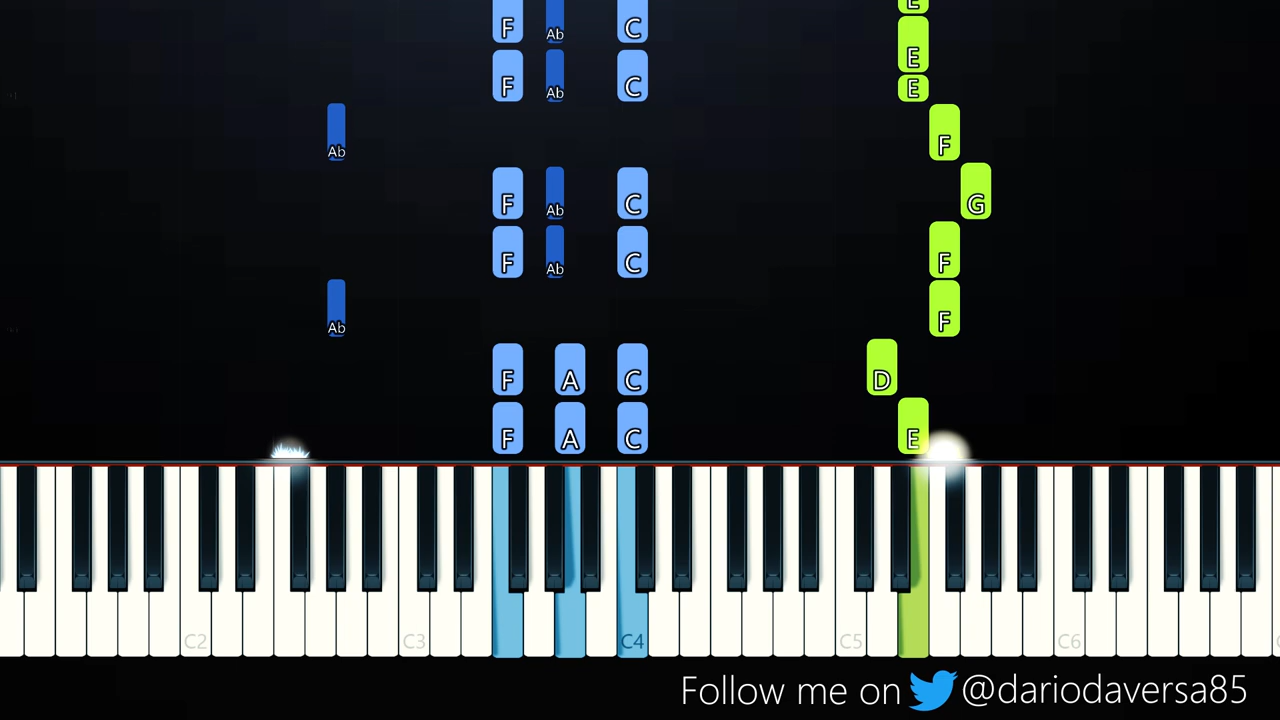 E
F Ab C E
F Ab C E
Ab F
F Ab C G
F Ab C F
Ab F
F A C D
F A C E
C2 C3 C4 C5 C6
Follow me on @dariodaversa85